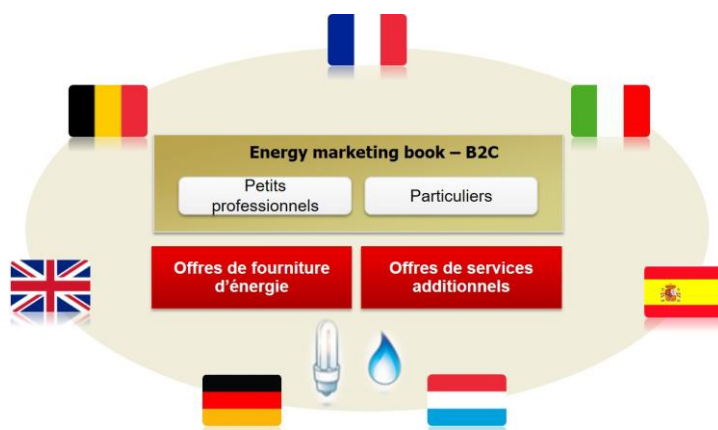 Energy marketing book – B2C
Petits
professionnels
Particuliers
Offres de fourniture
d’énergie
Offres de services
additionnels